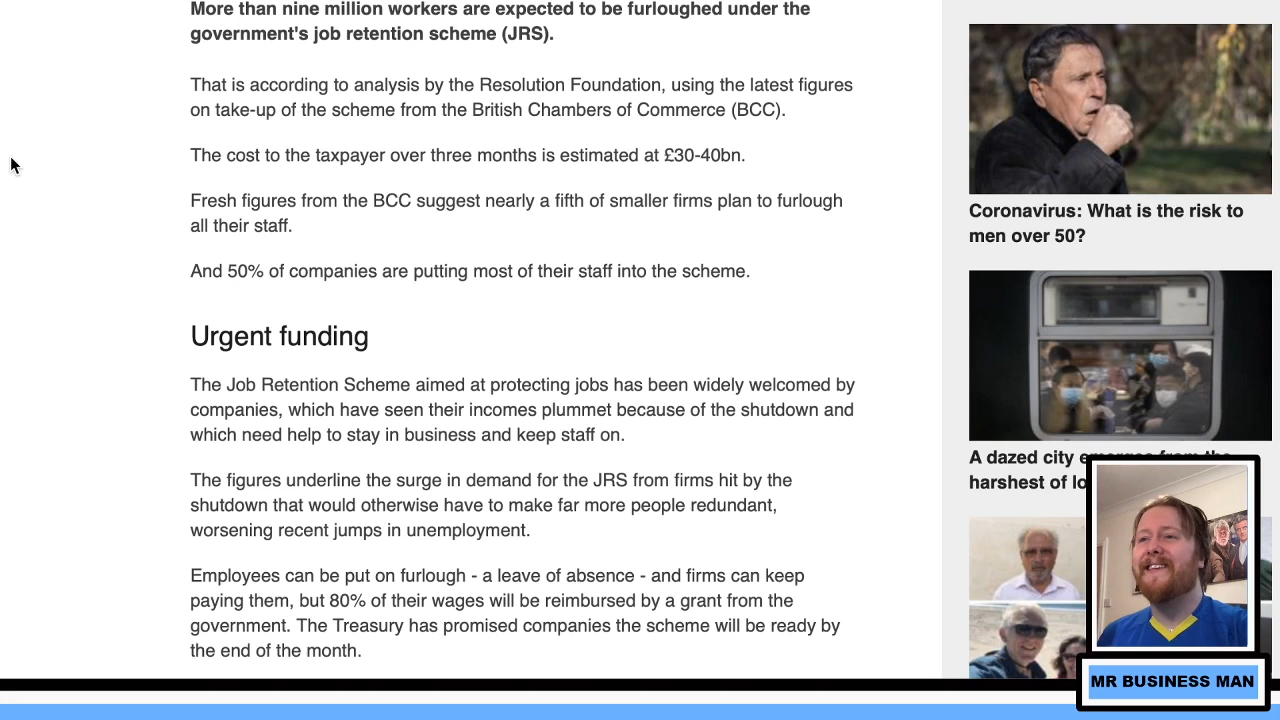 More than nine million workers are expected to be furloughed under the
government's job retention scheme (JRS).
That is according to analysis by the Resolution Foundation, using the latest figures
on take-up of the scheme from the British Chambers of Commerce (BCC).
The cost to the taxpayer over three months is estimated at £30-40bn.
Fresh figures from the BCC suggest nearly a fifth of smaller firms plan to furlough
all their staff.
And 50% of companies are putting most of their staff into the scheme.
Urgent funding
The Job Retention Scheme aimed at protecting jobs has been widely welcomed by
companies, which have seen their incomes plummet because of the shutdown and
which need help to stay in business and keep staff on.
The figures underline the surge in demand for the JRS from firms hit by the
shutdown that would otherwise have to make far more people redundant,
worsening recent jumps in unemployment.
Employees can be put on furlough - a leave of absence - and firms can keep
paying them, but 80% of their wages will be reimbursed by a grant from the
government. The Treasury has promised companies the scheme will be ready by
the end of the month.
Coronavirus: What is the risk to
men over 50?
A dazed city emerges from the
harshest of
MR BUSINESS MAN